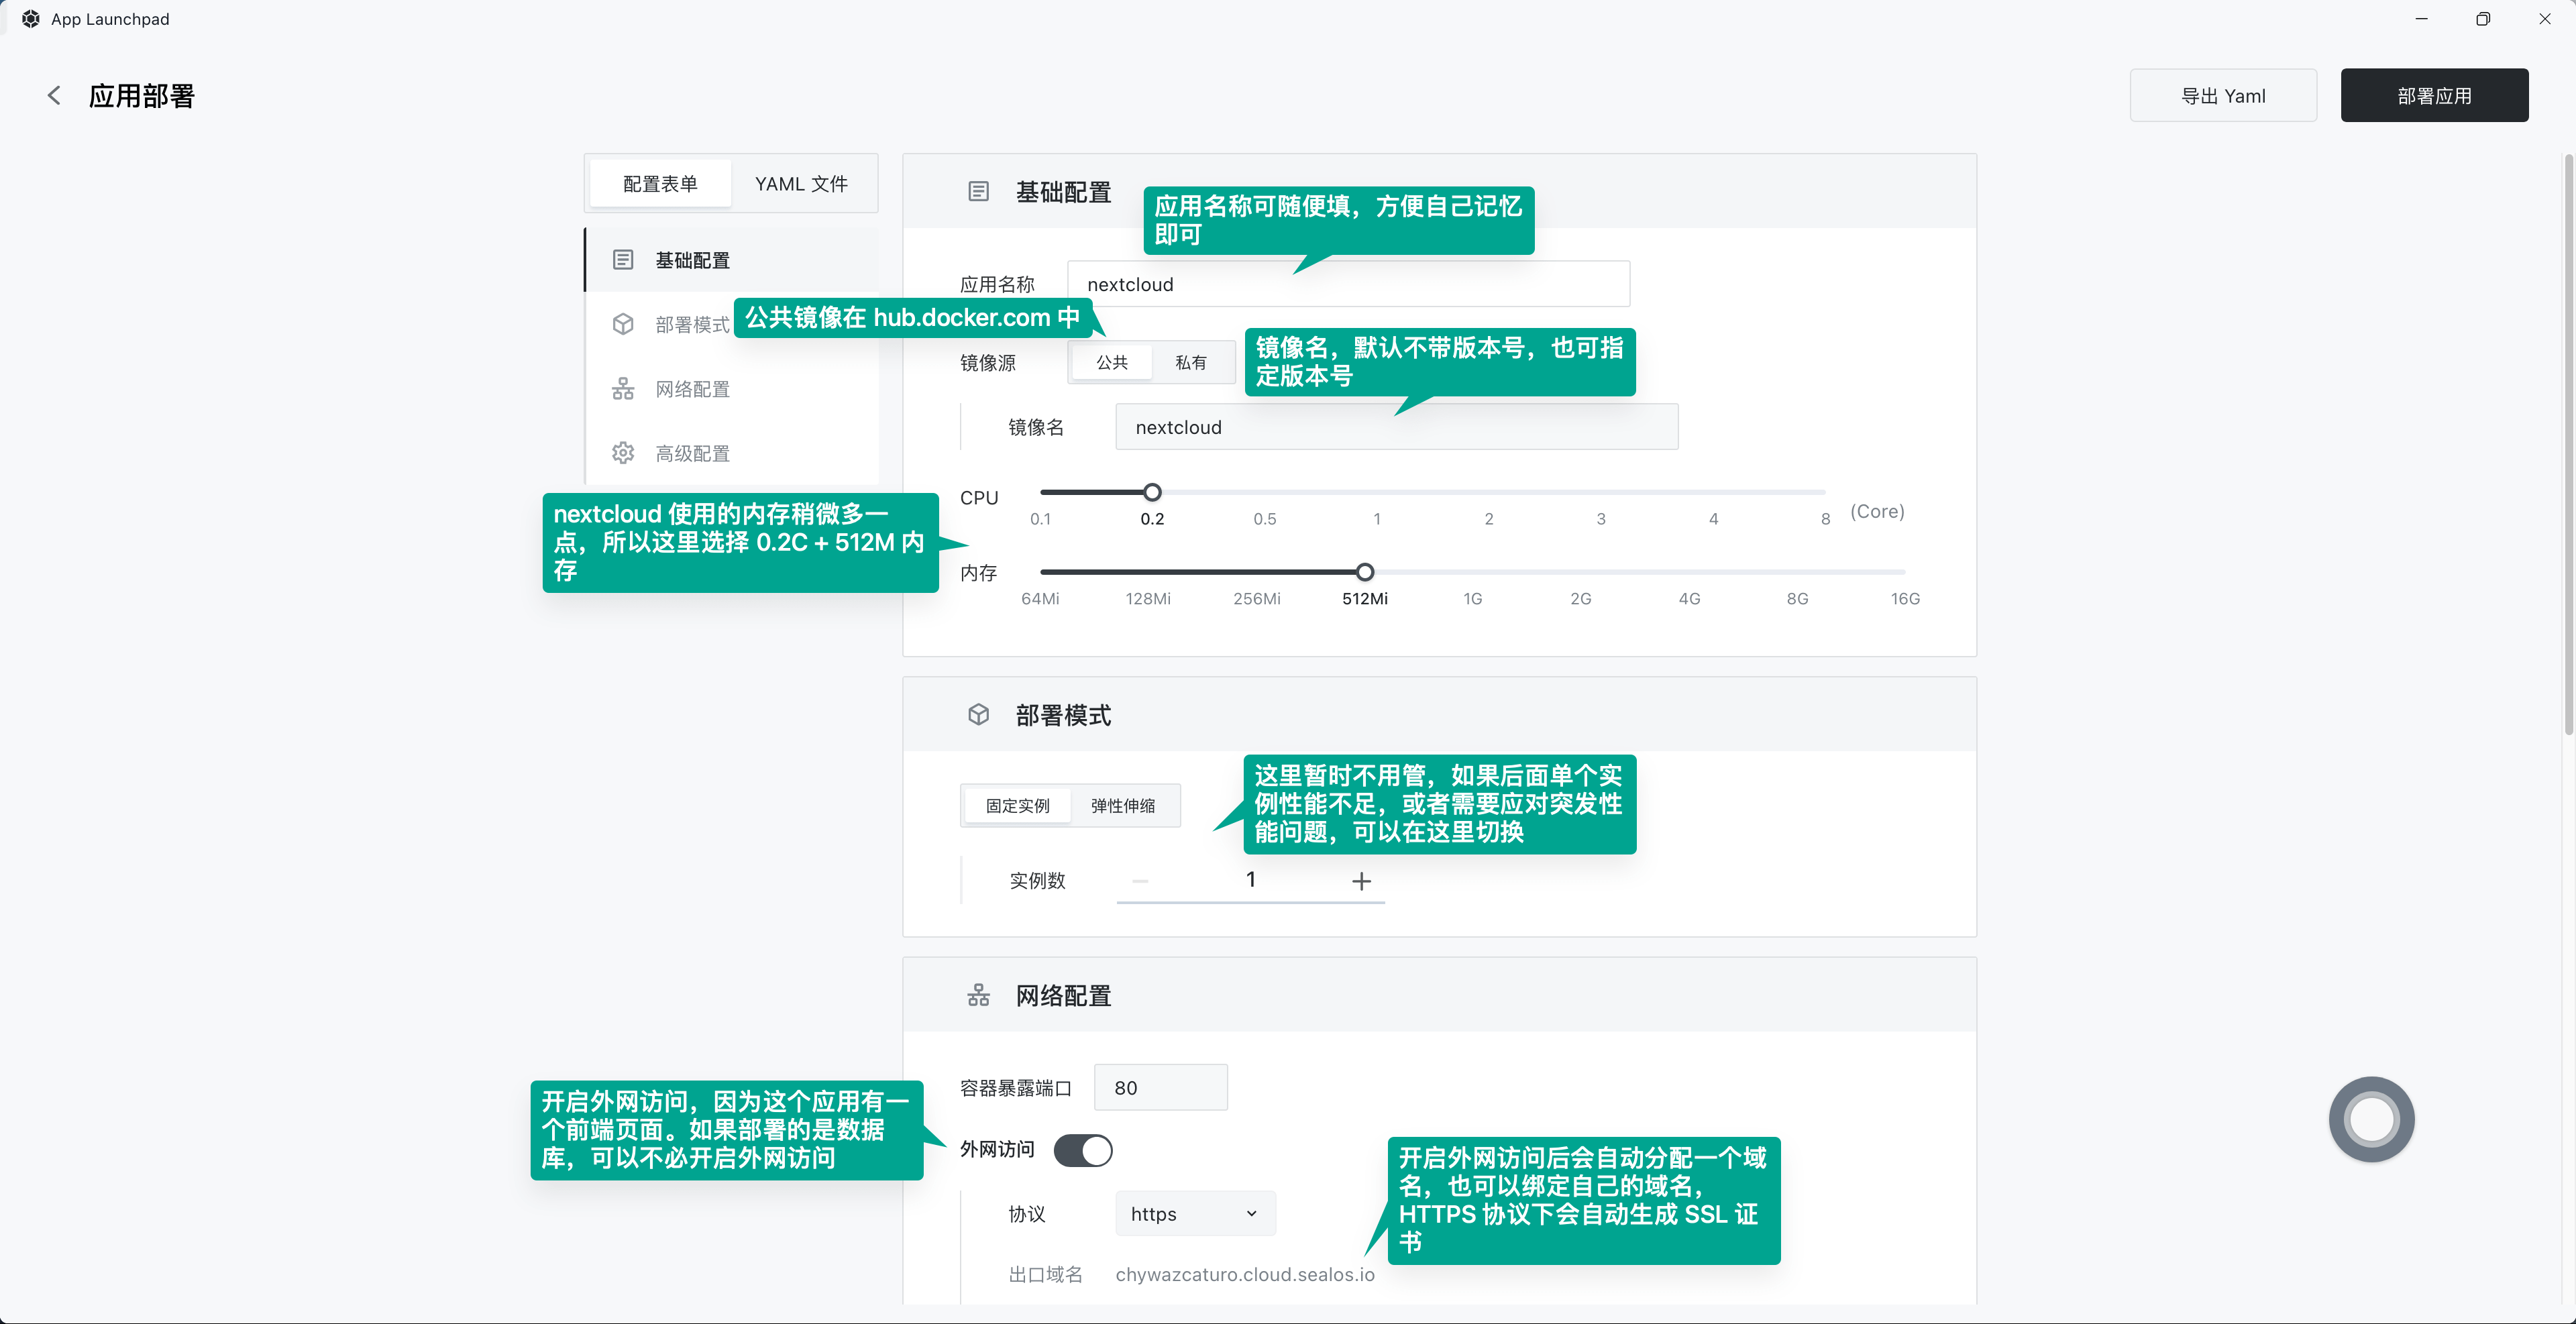 App Launchpad
应用部署
导出 Yaml
部署应用
配置表单
YAML 文件
基础配置
部署模式
网络配置
高级配置
基础配置
应用名称可随便填，方便自己记忆
即可
应用名称
nextcloud
公共镜像在 hub.docker.com 中
镜像源
公共
私有
镜像名，默认不带版本号，也可指
定版本号
镜像名
nextcloud
CPU
0.1
0.2
0.5
1
2
3
4
8
(Core)
nextcloud 使用的内存稍微多一
点，所以这里选择 0.2C + 512M 内
存
内存
64Mi
128Mi
256Mi
512Mi
1G
2G
4G
8G
16G
部署模式
固定实例
弹性伸缩
这里暂时不用管，如果后面单个实
例性能不足，或者需要应对突发性
能问题，可以在这里切换
实例数
1
网络配置
容器暴露端口
80
开启外网访问，因为这个应用有一
个前端页面。如果部署的是数据
库，可以不必开启外网访问
外网访问
协议
https
开启外网访问后会自动分配一个域
名，也可以绑定自己的域名，
HTTPS 协议下会自动生成 SSL 证
书
出口域名
chywazcaturo.cloud.sealos.io